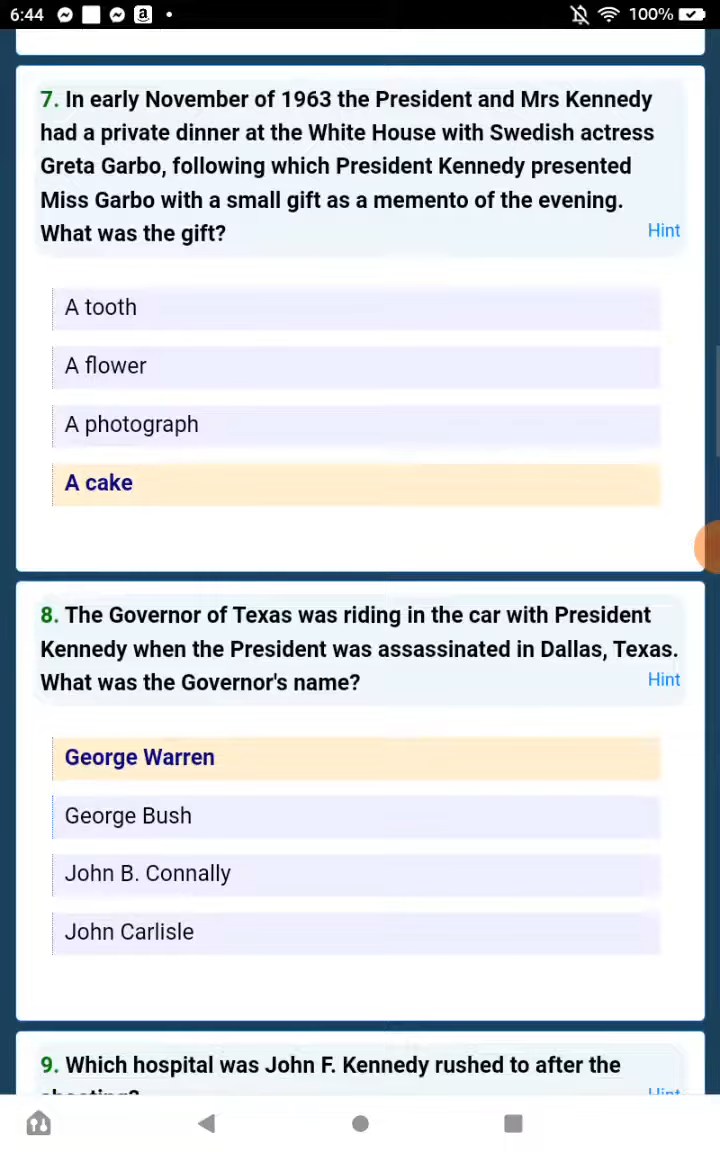 6:44
100%
7. In early November of 1963 the President and Mrs Kennedy
had a private dinner at the White House with Swedish actress
Greta Garbo, following which President Kennedy presented
Miss Garbo with a small gift as a memento of the evening.
What was the gift?
Hint
A tooth
A flower
A photograph
A cake
8. The Governor of Texas was riding in the car with President
Kennedy when the President was assassinated in Dallas, Texas.
What was the Governor's name?
Hint
George Warren
George Bush
John B. Connally
John Carlisle
9. Which hospital was John F. Kennedy rushed to after the
shooting?
Hint